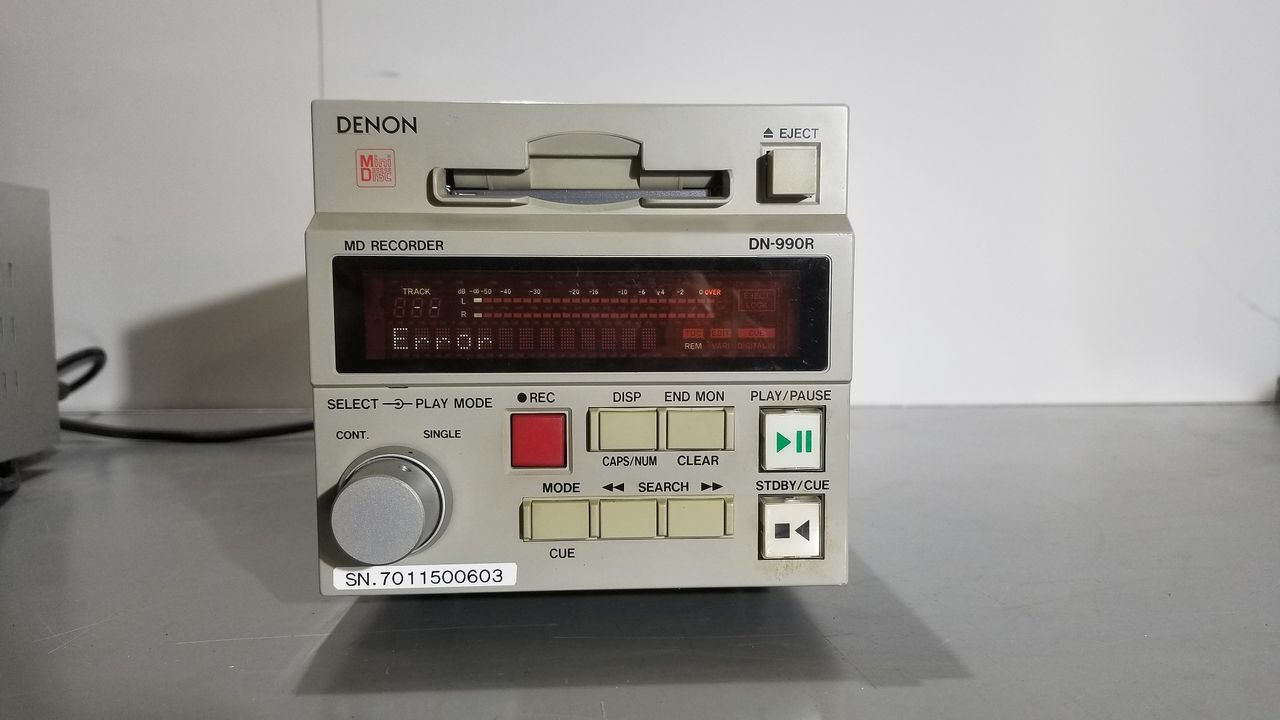 DENON
⏏ EJECT
Mini Disc
MD RECORDER
DN-990R
TRACK
dB -∞ -50 -40 -30 -20 -16 -10 -6 -4 -2 0 OVER
L
EJECT LOCK
R
Error
TOC EDIT CUE
REM VARI DIGITAL IN
SELECT PLAY MODE
● REC
DISP
END MON
PLAY/PAUSE
CONT.
SINGLE
CAPS/NUM
CLEAR
MODE
◀◀ SEARCH ▶▶
STDBY/CUE
CUE
SN.7011500603